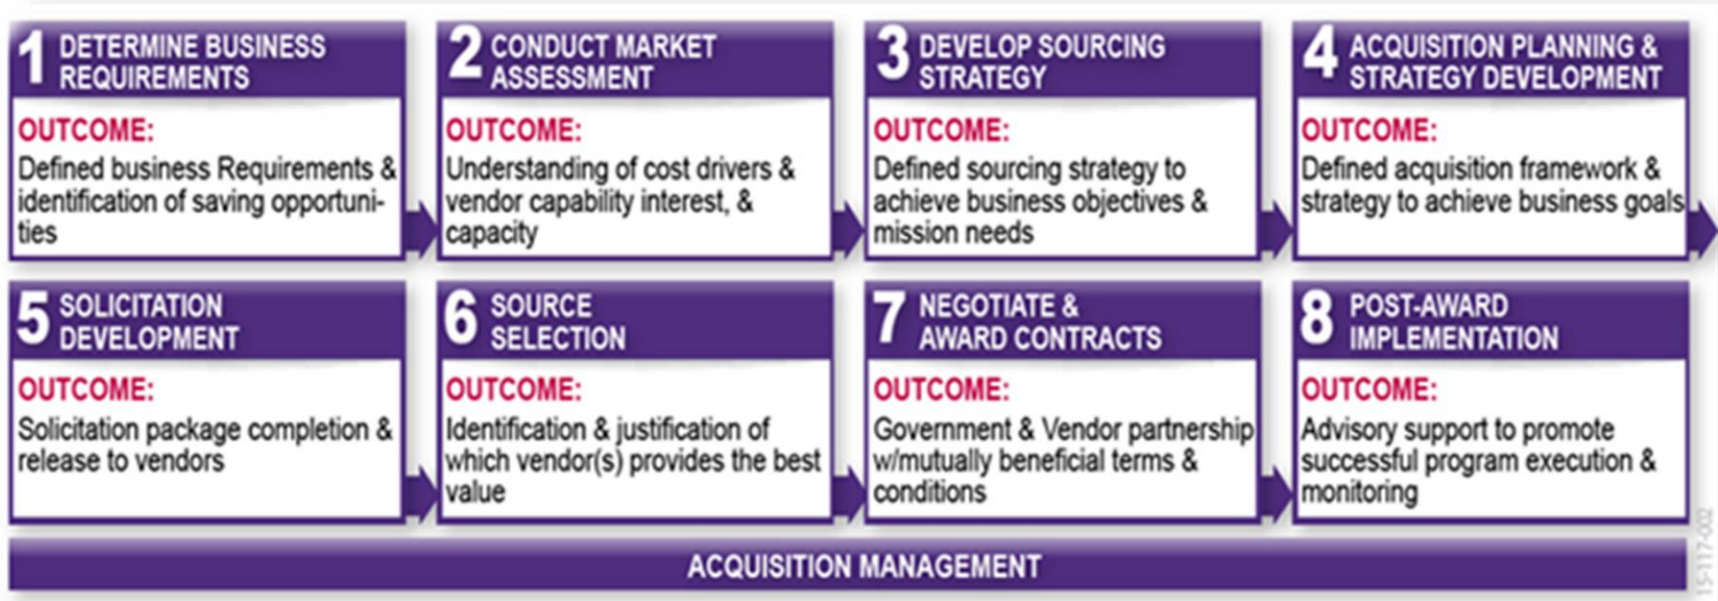 1 DETERMINE BUSINESS
REQUIREMENTS
OUTCOME:
Defined business Requirements &
identification of saving opportuni-
ties
2 CONDUCT MARKET
ASSESSMENT
OUTCOME:
Understanding of cost drivers &
vendor capability interest, &
capacity
3 DEVELOP SOURCING
STRATEGY
OUTCOME:
Defined sourcing strategy to
achieve business objectives &
mission needs
4 ACQUISITION PLANNING &
STRATEGY DEVELOPMENT
OUTCOME:
Defined acquisition framework &
strategy to achieve business goals
5 SOLICITATION
DEVELOPMENT
OUTCOME:
Solicitation package completion &
release to vendors
6 SOURCE
SELECTION
OUTCOME:
Identification & justification of
which vendor(s) provides the best
value
7 NEGOTIATE &
AWARD CONTRACTS
OUTCOME:
Government & Vendor partnership
w/mutually beneficial terms &
conditions
8 POST-AWARD
IMPLEMENTATION
OUTCOME:
Advisory support to promote
successful program execution &
monitoring
ACQUISITION MANAGEMENT
15-117-002